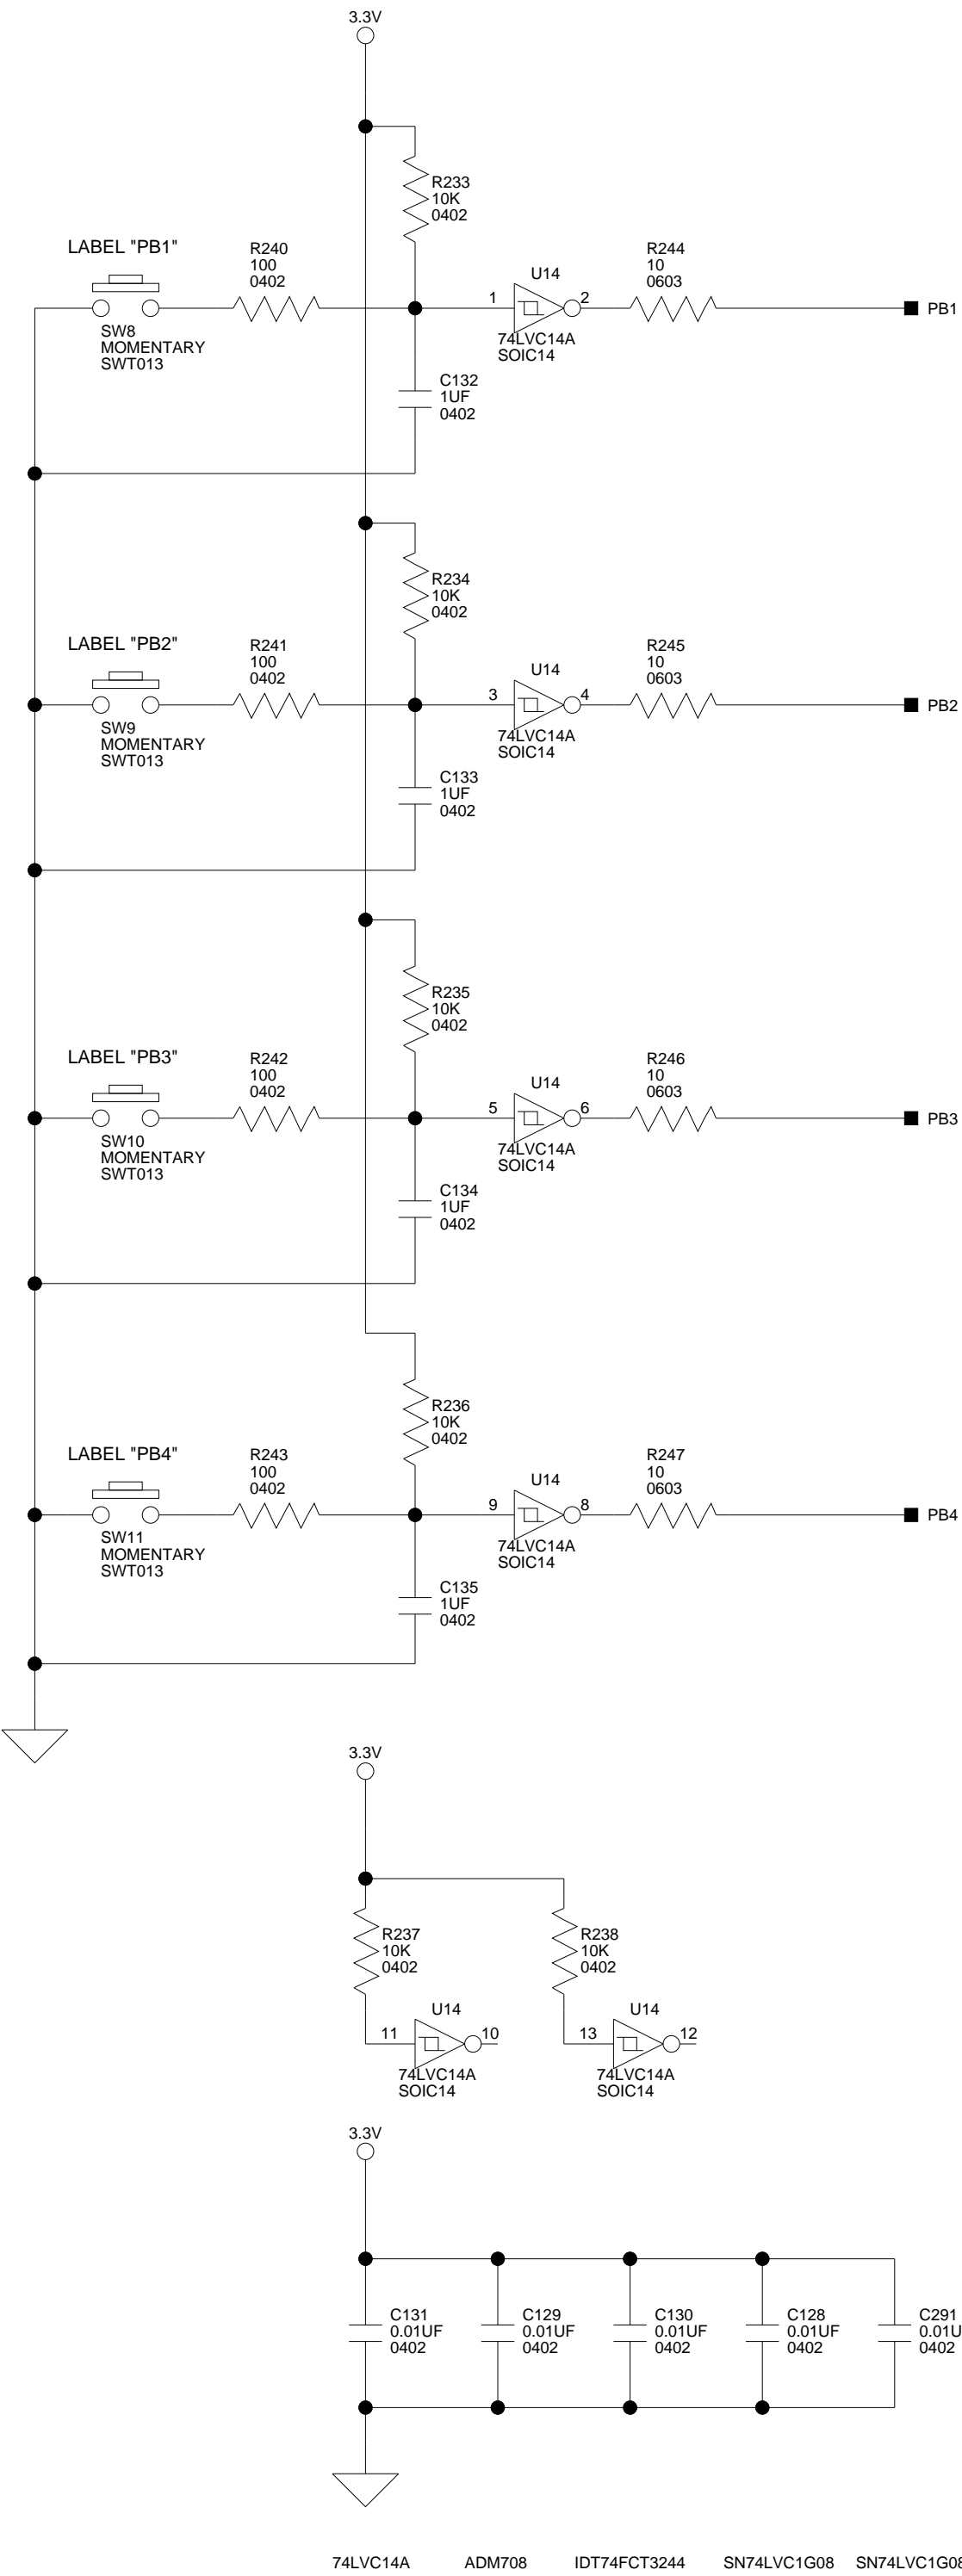 3.3V
R233
10K
0402
LABEL "PB1"
R240
100
0402
SW8
MOMENTARY
SWT013
1
U14
2
74LVC14A
SOIC14
R244
10
0603
PB1
C132
1UF
0402
R234
10K
0402
LABEL "PB2"
R241
100
0402
SW9
MOMENTARY
SWT013
3
U14
4
74LVC14A
SOIC14
R245
10
0603
PB2
C133
1UF
0402
R235
10K
0402
LABEL "PB3"
R242
100
0402
SW10
MOMENTARY
SWT013
5
U14
6
74LVC14A
SOIC14
R246
10
0603
PB3
C134
1UF
0402
R236
10K
0402
LABEL "PB4"
R243
100
0402
SW11
MOMENTARY
SWT013
9
U14
8
74LVC14A
SOIC14
R247
10
0603
PB4
C135
1UF
0402
3.3V
R237
10K
0402
R238
10K
0402
11
U14
10
74LVC14A
SOIC14
13
U14
12
74LVC14A
SOIC14
3.3V
C131
0.01UF
0402
C129
0.01UF
0402
C130
0.01UF
0402
C128
0.01UF
0402
C291
0.01U
0402
74LVC14A ADM708 IDT74FCT3244 SN74LVC1G08 SN74LVC1G08